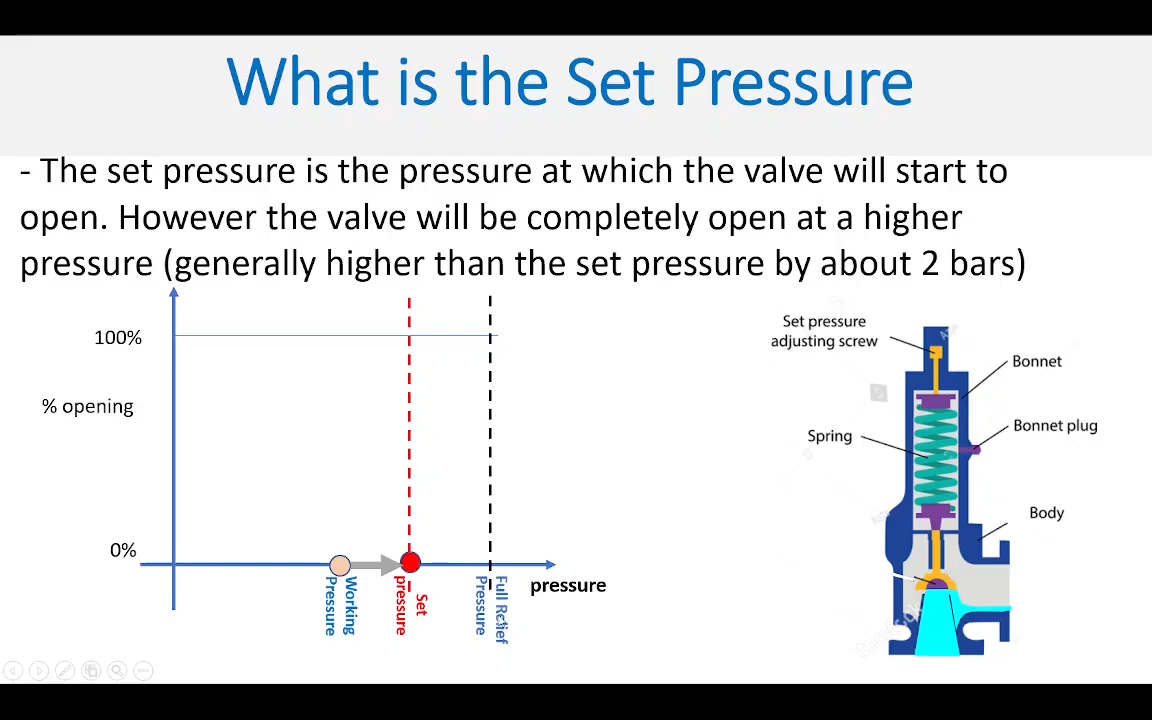 What is the Set Pressure
- The set pressure is the pressure at which the valve will start to
open. However the valve will be completely open at a higher
pressure (generally higher than the set pressure by about 2 bars)
100%
% opening
0%
Working
Pressure
Set
pressure
Full Relief
Pressure
pressure
Set pressure
adjusting screw
Bonnet
Bonnet plug
Spring
Body